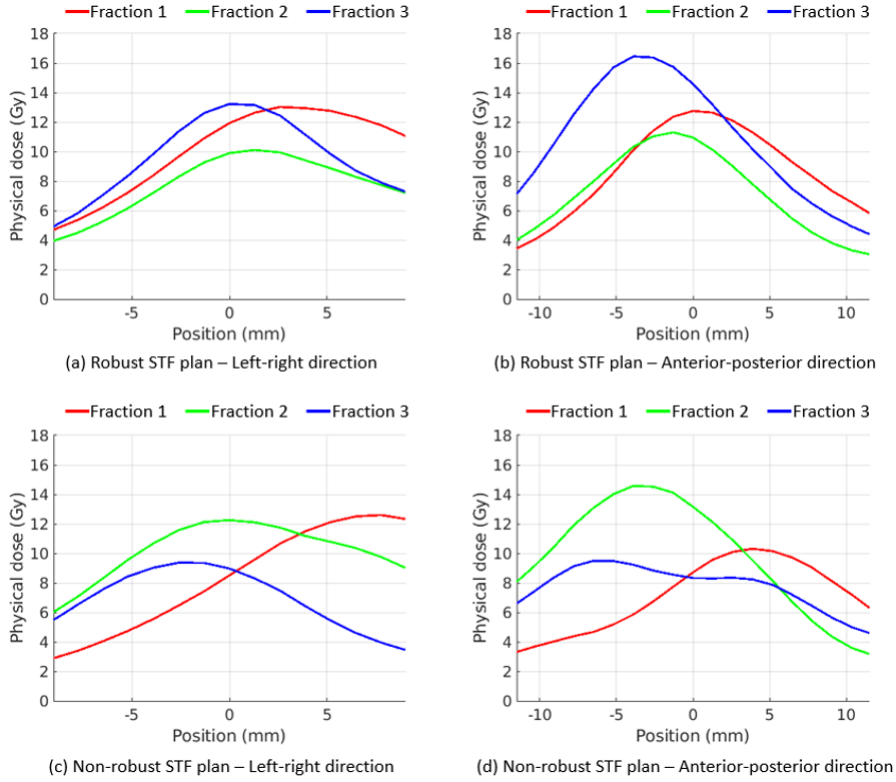 Fraction 1 Fraction 2 Fraction 3
18
16
14
12
10
8
6
4
2
0
Physical dose (Gy)
-5 0 5
Position (mm)
(a) Robust STF plan – Left-right direction
Fraction 1 Fraction 2 Fraction 3
18
16
14
12
10
8
6
4
2
0
Physical dose (Gy)
-10 -5 0 5 10
Position (mm)
(b) Robust STF plan – Anterior-posterior direction
Fraction 1 Fraction 2 Fraction 3
18
16
14
12
10
8
6
4
2
0
Physical dose (Gy)
-5 0 5
Position (mm)
(c) Non-robust STF plan – Left-right direction
Fraction 1 Fraction 2 Fraction 3
18
16
14
12
10
8
6
4
2
0
Physical dose (Gy)
-10 -5 0 5 10
Position (mm)
(d) Non-robust STF plan – Anterior-posterior direction